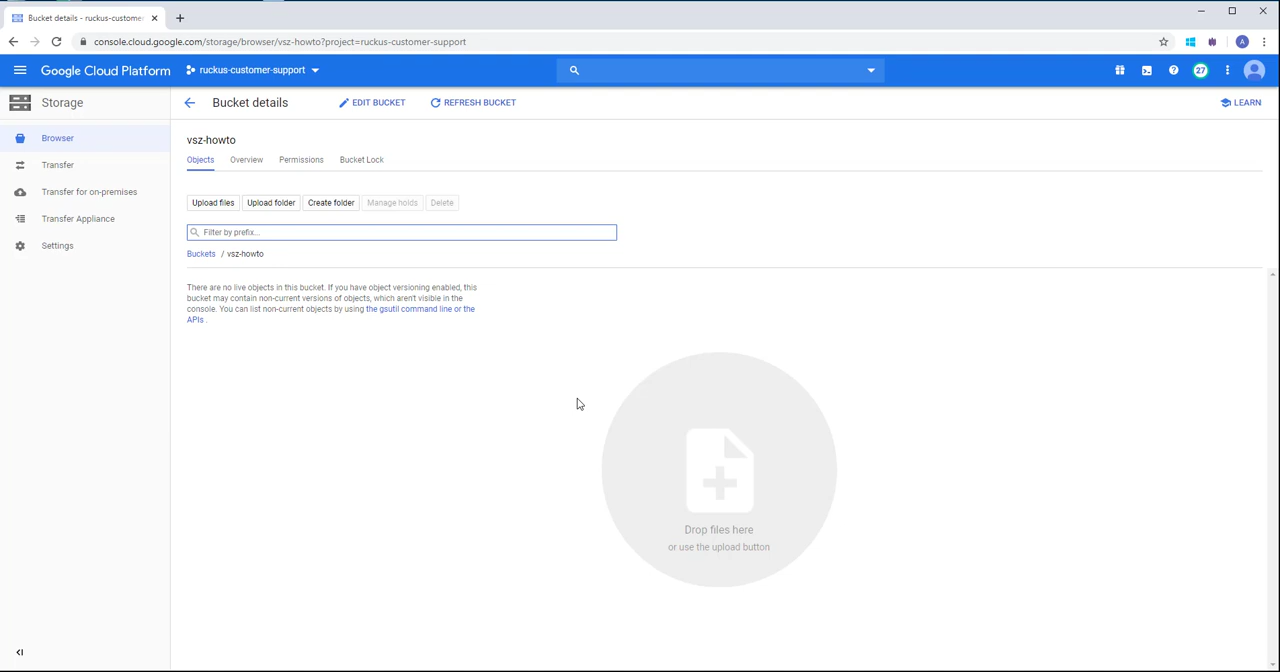 Bucket details - ruckus-customer
console.cloud.google.com/storage/browser/vsz-howto?project=ruckus-customer-support
A
Google Cloud Platform
ruckus-customer-support
27
Storage
Bucket details
EDIT BUCKET
REFRESH BUCKET
LEARN
Browser
Transfer
Transfer for on-premises
Transfer Appliance
Settings
vsz-howto
Objects Overview Permissions Bucket Lock
Upload files Upload folder Create folder Manage holds Delete
Filter by prefix...
Buckets / vsz-howto
There are no live objects in this bucket. If you have object versioning enabled, this
bucket may contain non-current versions of objects, which aren't visible in the
console. You can list non-current objects by using the gsutil command line or the
APIs .
Drop files here
or use the upload button